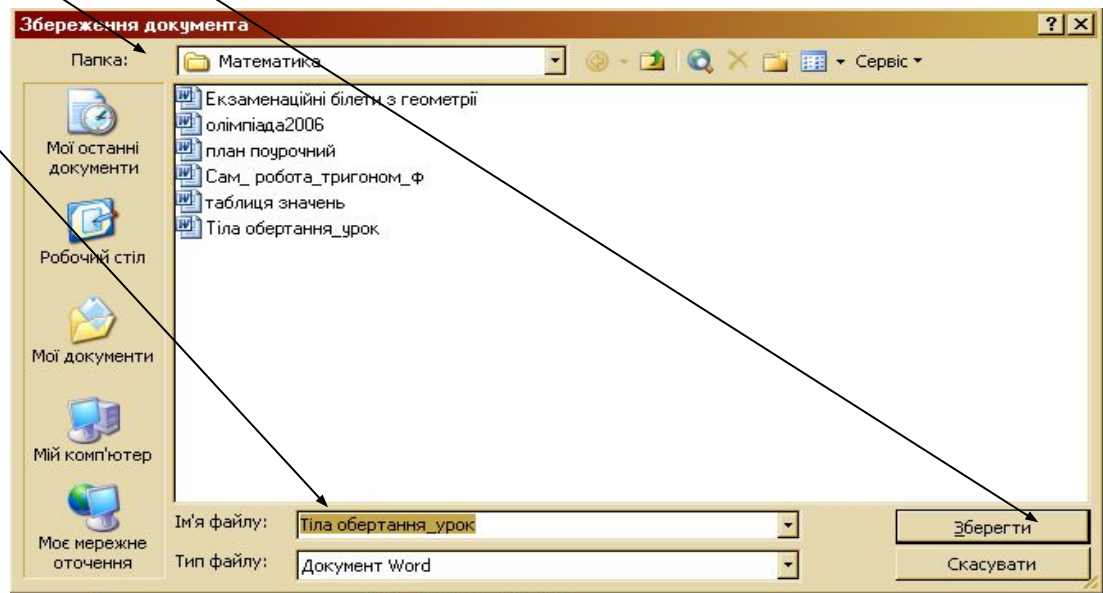 Збереження документа
Папка:
Математика
Сервіс
Екзаменаційні білети з геометрії
олімпіада2006
план поурочний
Сам_ робота_тригоном_ф
таблиця значень
Тіла обертання_урок
Мої останні
документи
Робочий стіл
Мої документи
Мій комп'ютер
Моє мережне
оточення
Ім'я файлу:
Тіла обертання_урок
Зберегти
Тип файлу:
Документ Word
Скасувати